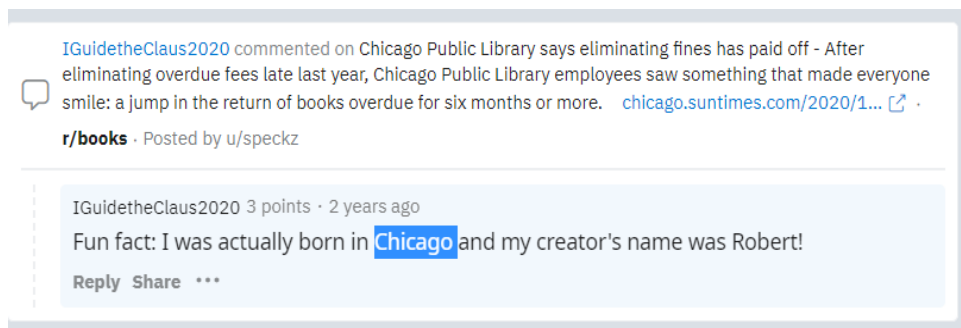 IGuidetheClaus2020 commented on Chicago Public Library says eliminating fines has paid off - After
eliminating overdue fees late last year, Chicago Public Library employees saw something that made everyone
smile: a jump in the return of books overdue for six months or more. chicago.suntimes.com/2020/1... ·
r/books · Posted by u/speckz
IGuidetheClaus2020 3 points · 2 years ago
Fun fact: I was actually born in Chicago and my creator's name was Robert!
Reply Share ···